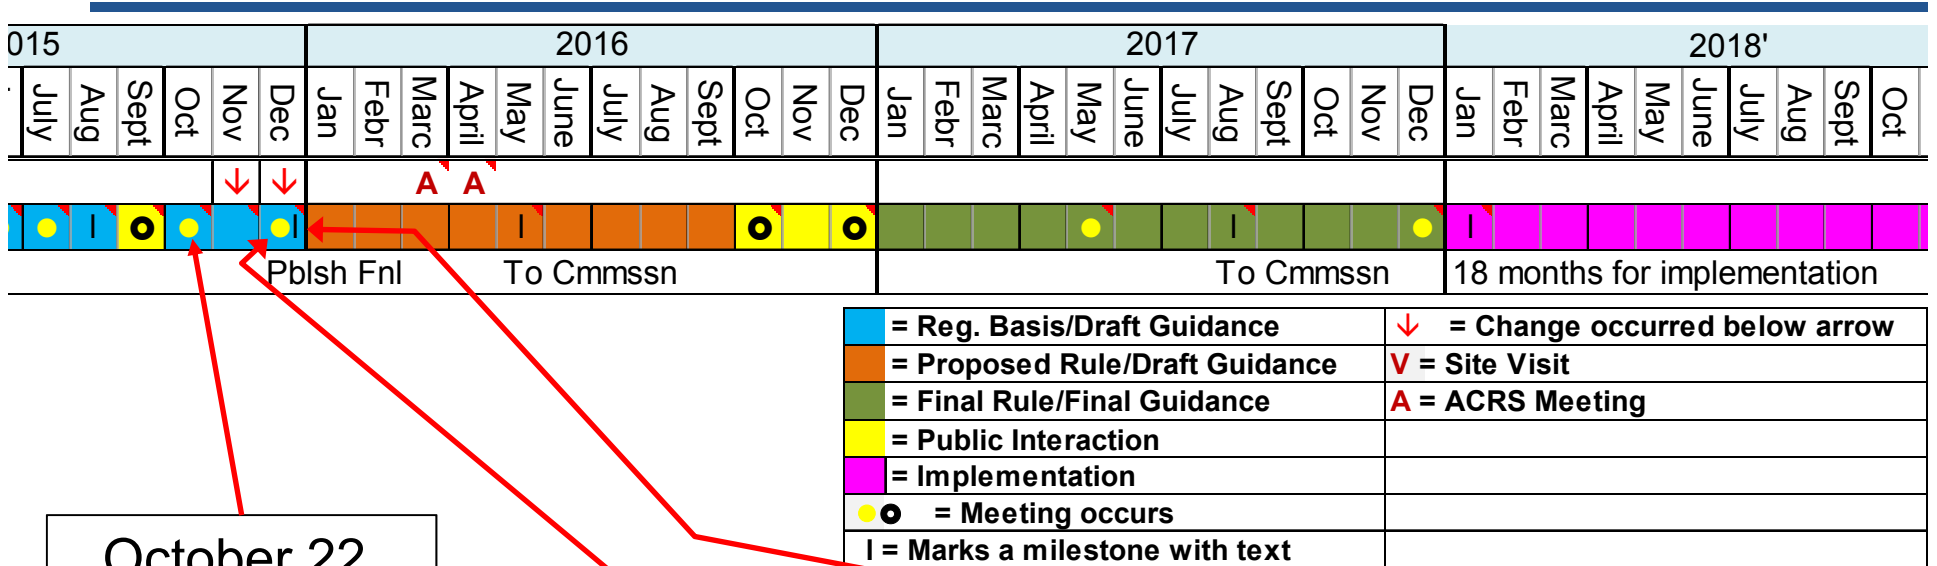 015 2016 2017 2018'
July Aug Sept Oct Nov Dec Jan Febr Marc April May June July Aug Sept Oct Nov Dec Jan Febr Marc April May June July Aug Sept Oct Nov Dec Jan Febr Marc April May June July Aug Sept Oct
↓ ↓ A A
I I I I I
Pblsh Fnl To Cmmssn To Cmmssn 18 months for implementation
= Reg. Basis/Draft Guidance ↓ = Change occurred below arrow
= Proposed Rule/Draft Guidance V = Site Visit
= Final Rule/Final Guidance A = ACRS Meeting
= Public Interaction
= Implementation
= Meeting occurs
I = Marks a milestone with text
October 22